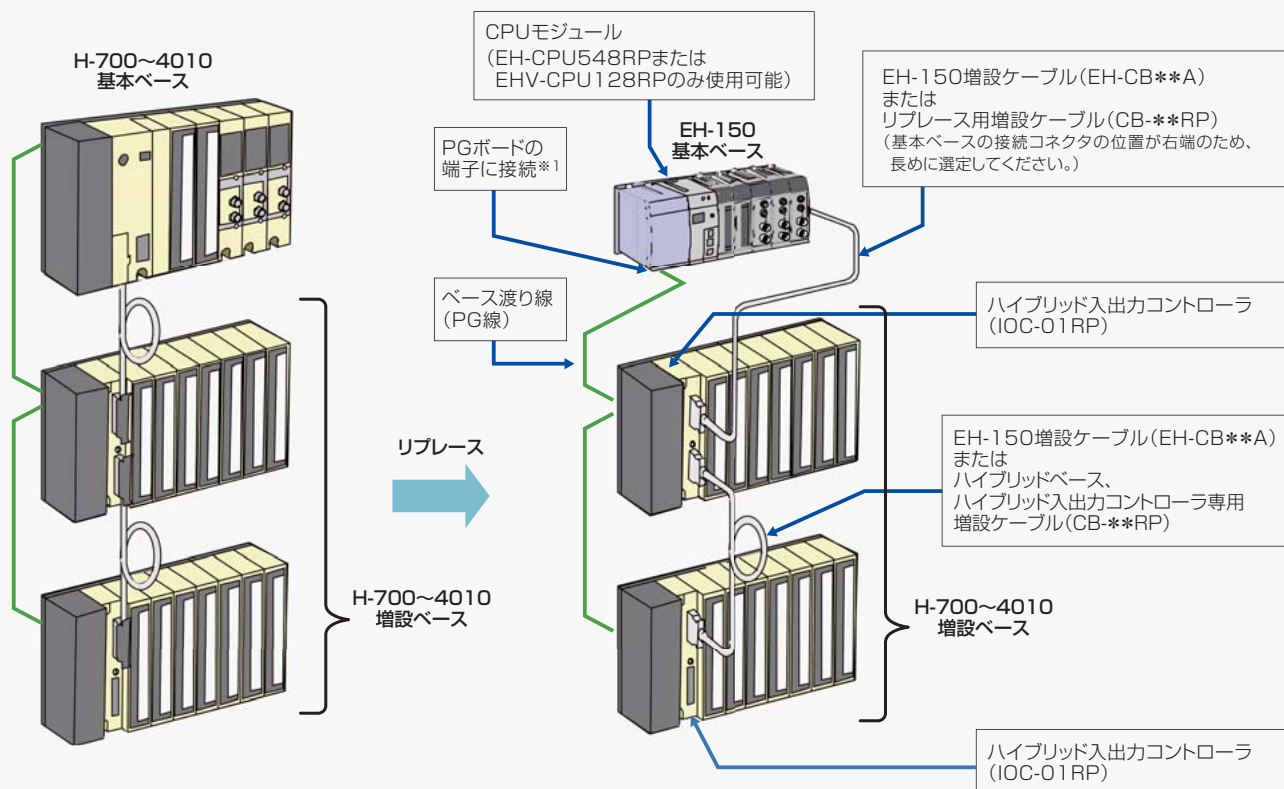 H-700～4010
基本ベース
CPUモジュール
（EH-CPU548RPまたは
EHV-CPU128RPのみ使用可能）
EH-150増設ケーブル（EH-CB**A）
または
リプレース用増設ケーブル（CB-**RP）
（基本ベースの接続コネクタの位置が右端のため、
長めに選定してください。）
PGボードの
端子に接続※1
EH-150
基本ベース
ベース渡り線
（PG線）
ハイブリッド入出力コントローラ
（IOC-01RP）
リプレース
EH-150増設ケーブル（EH-CB**A）
または
ハイブリッドベース、
ハイブリッド入出力コントローラ専用
増設ケーブル（CB-**RP）
H-700～4010
増設ベース
H-700～4010
増設ベース
ハイブリッド入出力コントローラ
（IOC-01RP）